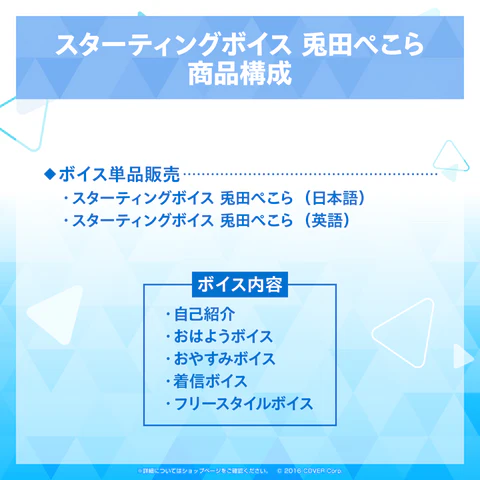 スターティングボイス 兎田ぺこら
商品構成
◆ボイス単品販売
・スターティングボイス 兎田ぺこら（日本語）
・スターティングボイス 兎田ぺこら（英語）
ボイス内容
・自己紹介
・おはようボイス
・おやすみボイス
・着信ボイス
・フリースタイルボイス
※詳細についてはショップページをご確認ください。 © 2016 COVER Corp.